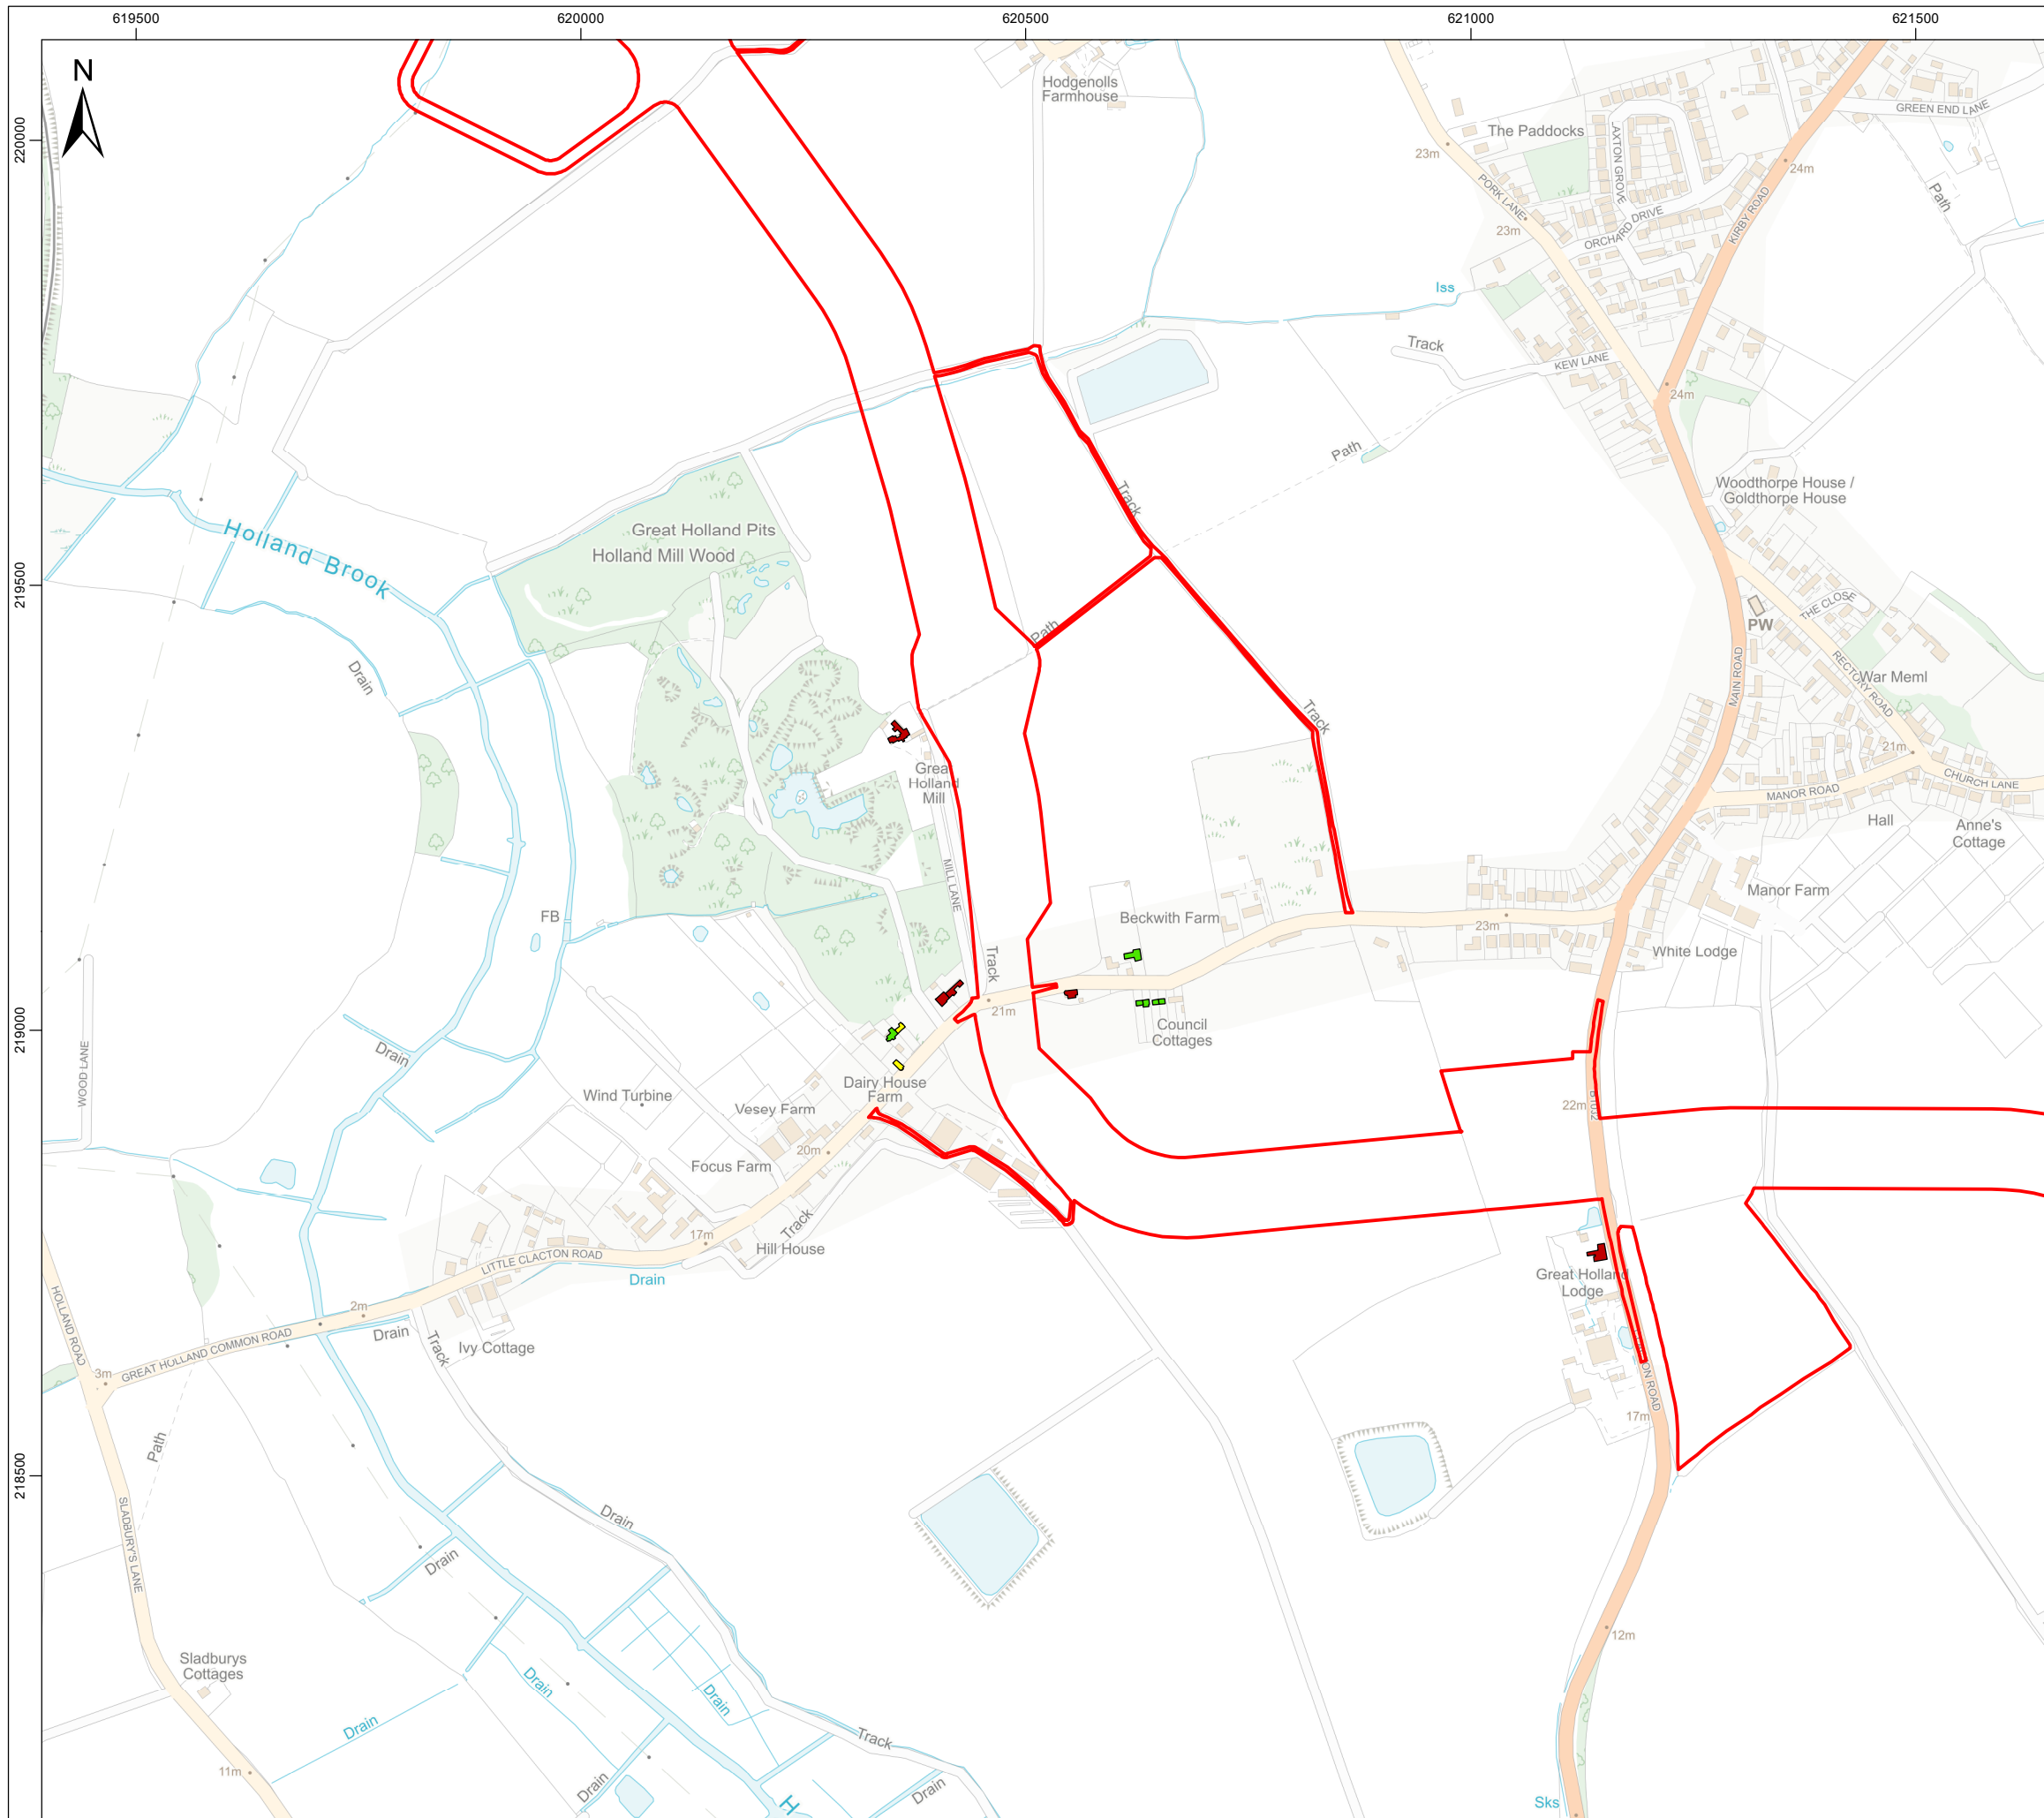 619500
620000
620500
621000
621500
N
220000
219500
219000
218500
Hodgenolls
Farmhouse
The Paddocks
GREEN END LANE
LAXTON GROVE
23m
24m
PORK LANE
ORCHARD DRIVE
KIRBY ROAD
23m
Path
Iss
Track
KEW LANE
24m
Path
Track
Woodthorpe House /
Goldthorpe House
Great Holland Pits
Holland Mill Wood
Holland Brook
THE CLOSE
PW
Path
RECTORY ROAD
MAIN ROAD
War Meml
Drain
Track
21m
CHURCH LANE
MANOR ROAD
Great
Holland
Mill
Hall
Anne's
Cottage
MILL LANE
Manor Farm
FB
Beckwith Farm
23m
White Lodge
Track
21m
Council
Cottages
Drain
WOOD LANE
Wind Turbine
Dairy House
Farm
Vesey Farm
20m
Focus Farm
22m
B1032
Track
17m
Hill House
LITTLE CLACTON ROAD
Drain
Great Holland
Lodge
HOLLAND ROAD
2m
GREAT HOLLAND COMMON ROAD
Drain
Track
Ivy Cottage
3m
17m
Path
SLADBURY'S LANE
Drain
Drain
12m
Sladburys
Cottages
Drain
Drain
Drain
Track
11m
Drain
Drain
H
Sks